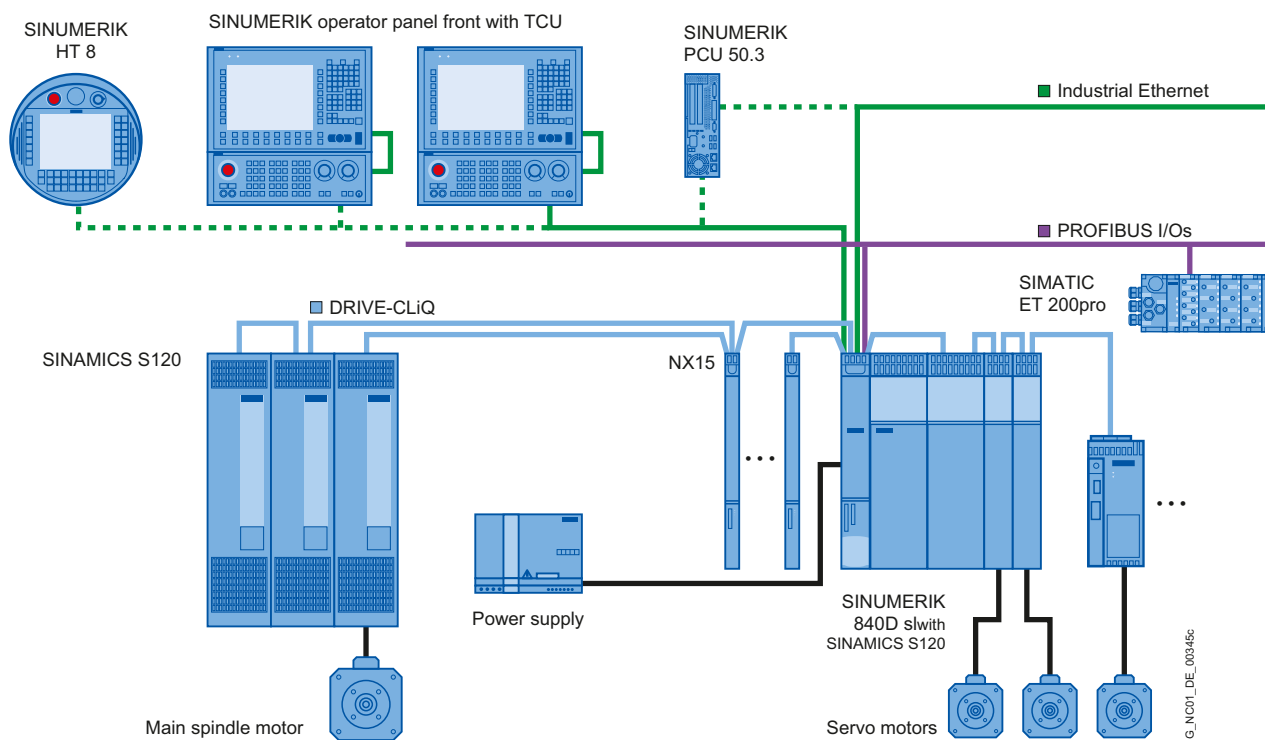 SINUMERIK operator panel front with TCU
SINUMERIK
HT 8
SINUMERIK
PCU 50.3
Industrial Ethernet
PROFIBUS I/Os
SIMATIC
ET 200pro
DRIVE-CLiQ
SINAMICS S120
NX15
...
...
Power supply
SINUMERIK
840D slwith
SINAMICS S120
Main spindle motor
Servo motors
G_NC01_DE_00345c